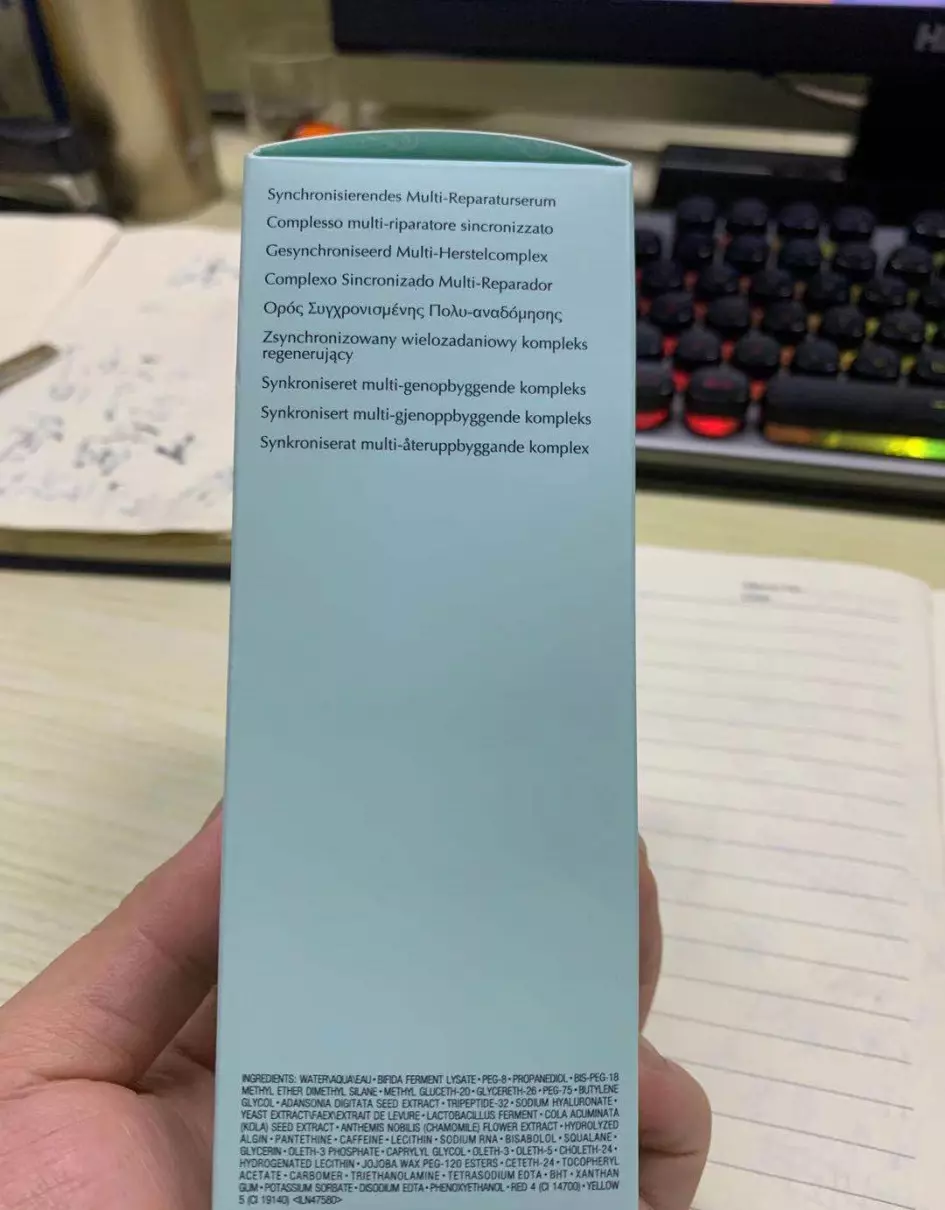 Synchronisierendes Multi-Reparaturserum
Complesso multi-riparatore sincronizzato
Gesynchroniseerd Multi-Herstelcomplex
Complexo Sincronizado Multi-Reparador
Ορός Συγχρονισμένης Πολυ-αναδόμησης
Zsynchronizowany wielozadaniowy kompleks
regenerujący
Synkroniseret multi-genopbyggende kompleks
Synkronisert multi-gjenoppbyggende kompleks
Synkroniserat multi-återuppbyggande komplex
INGREDIENTS: WATER\AQUA\EAU • BIFIDA FERMENT LYSATE • PEG-8 • PROPANEDIOL • BIS-PEG-18
METHYL ETHER DIMETHYL SILANE • METHYL GLUCETH-20 • GLYCERETH-26 • PEG-75 • BUTYLENE
GLYCOL • ADANSONIA DIGITATA SEED EXTRACT • TRIPEPTIDE-32 • SODIUM HYALURONATE •
YEAST EXTRACT\FAEX\EXTRAIT DE LEVURE • LACTOBACILLUS FERMENT • COLA ACUMINATA
(KOLA) SEED EXTRACT • ANTHEMIS NOBILIS (CHAMOMILE) FLOWER EXTRACT • HYDROLYZED
ALGIN • PANTETHINE • CAFFEINE • LECITHIN • SODIUM RNA • BISABOLOL • SQUALANE •
GLYCERIN • OLETH-3 PHOSPHATE • CAPRYLYL GLYCOL • OLETH-3 • OLETH-5 • CHOLETH-24 •
HYDROGENATED LECITHIN • JOJOBA WAX PEG-120 ESTERS • CETETH-24 • TOCOPHERYL
ACETATE • CARBOMER • TRIETHANOLAMINE • TETRASODIUM EDTA • BHT • XANTHAN
GUM • POTASSIUM SORBATE • DISODIUM EDTA • PHENOXYETHANOL • RED 4 (CI 14700) • YELLOW
5 (CI 19140) <ILN47580>